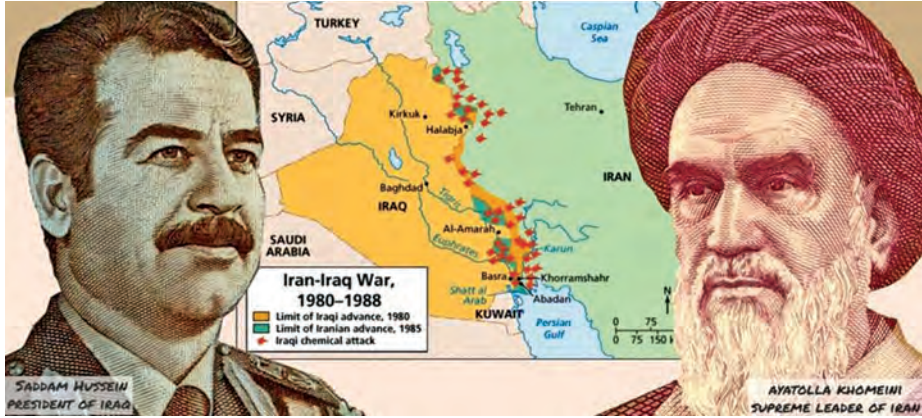 TURKEY
Caspian
Sea
SYRIA
Kirkuk
Halabja
Tehran
Baghdad
Tigris
IRAN
IRAQ
Al-Amarah
Euphrates
Karun
SAUDI
ARABIA
Basra
Khorramshahr
Shatt al
Arab
Abadan
KUWAIT
Persian
Gulf
N
0 75
0 75 150
Iran-Iraq War,
1980–1988
Limit of Iraqi advance, 1980
Limit of Iranian advance, 1985
Iraqi chemical attack
SADDAM HUSSEIN
PRESIDENT OF IRAQ
AYATOLLA KHOMEINI
SUPREME LEADER OF IRAN